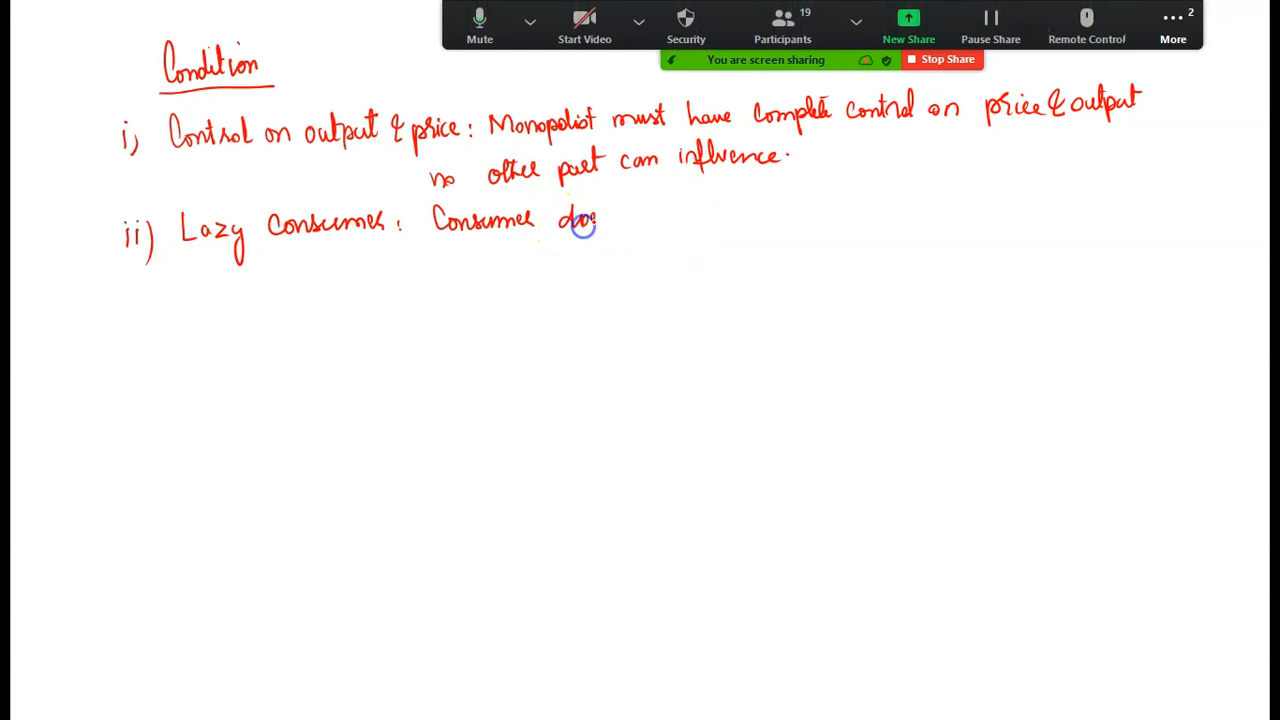 19
2
Mute
Start Video
Security
Participants
New Share
Pause Share
Remote Control
More
You are screen sharing
Stop Share
Condition
i, Control on output & price : Monopolist must have complete control on price & output
no other part can influence.
ii) Lazy Consumer : Consumer does